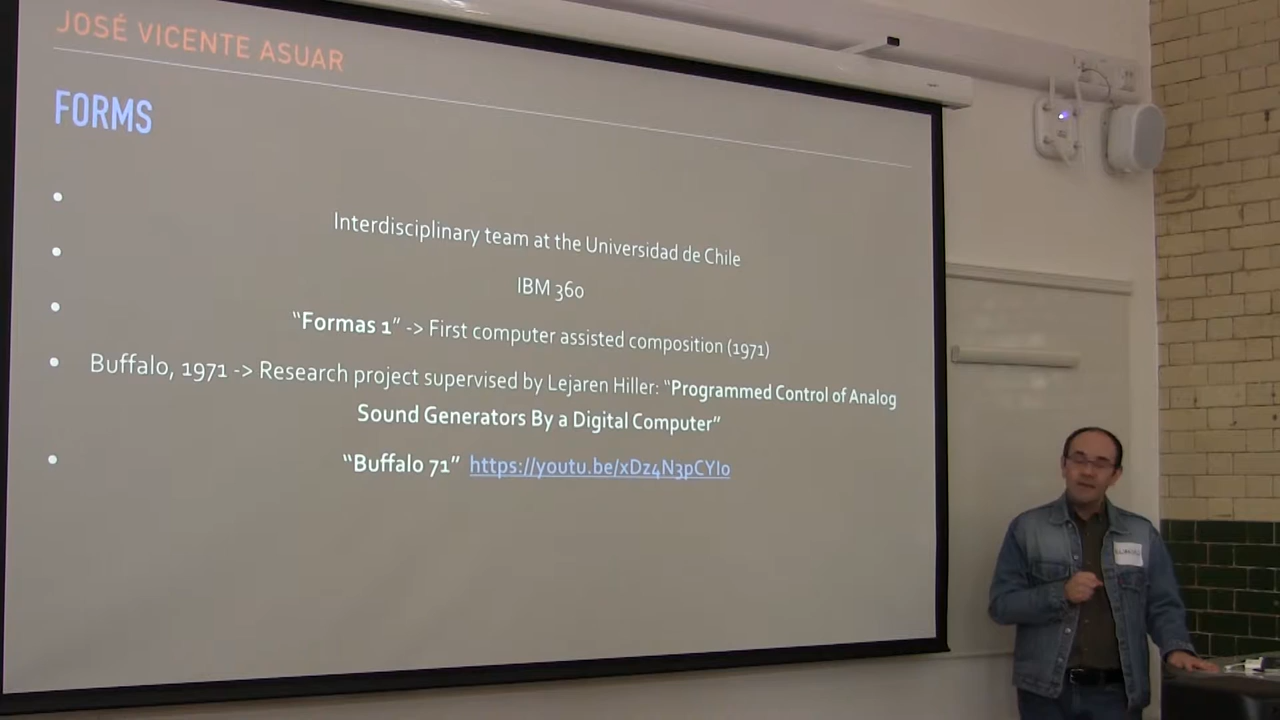 JOSÉ VICENTE ASUAR
FORMS
Interdisciplinary team at the Universidad de Chile
IBM 360
“Formas 1” -> First computer assisted composition (1971)
Buffalo, 1971 -> Research project supervised by Lejaren Hiller: “Programmed Control of Analog
Sound Generators By a Digital Computer”
“Buffalo 71” https://youtu.be/xDz4N3pCYIo